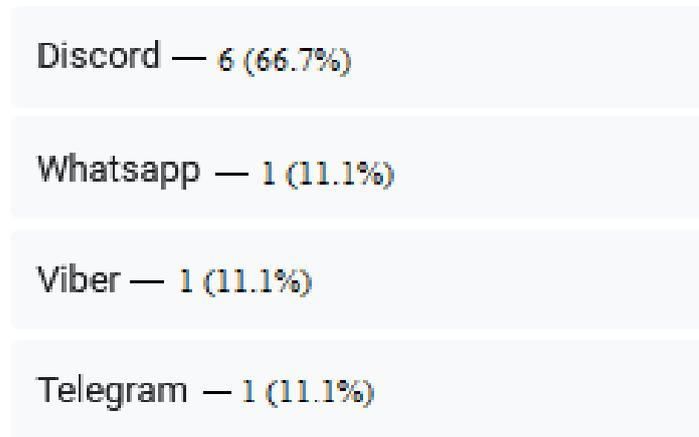 Discord — 6 (66.7%)
Whatsapp — 1 (11.1%)
Viber — 1 (11.1%)
Telegram — 1 (11.1%)